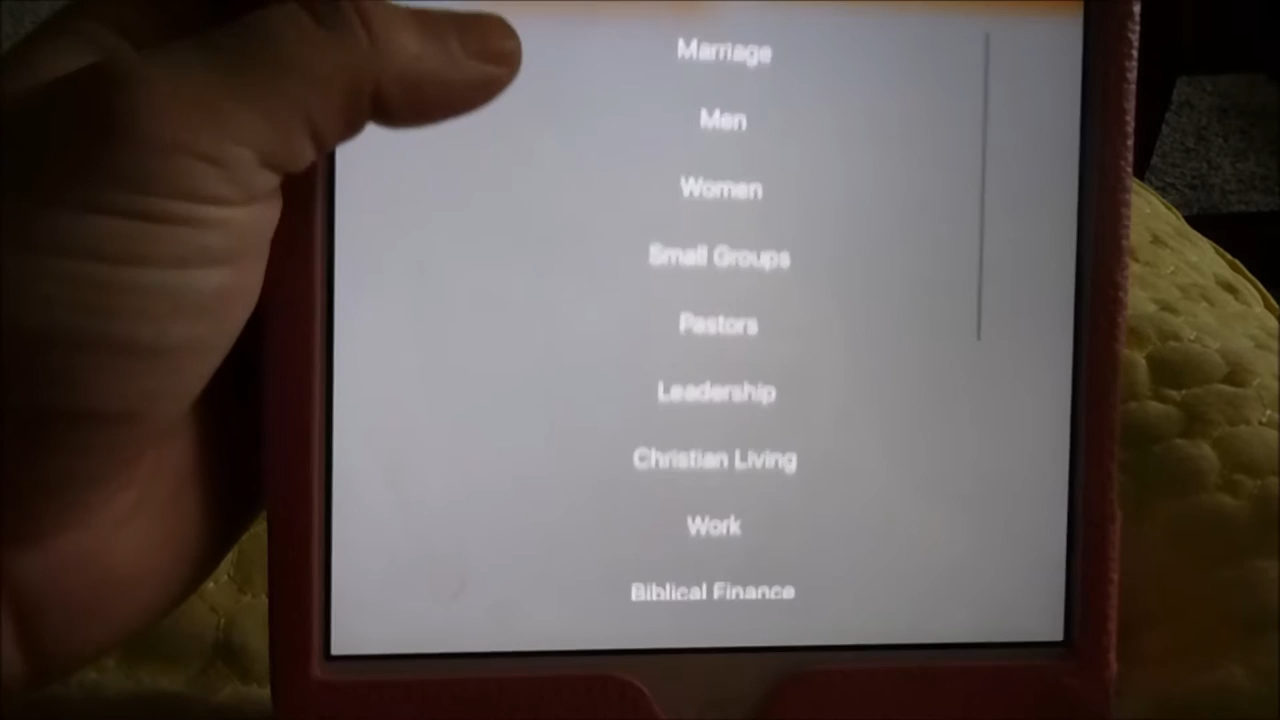 Marriage
Men
Women
Small Groups
Pastors
Leadership
Christian Living
Work
Biblical Finance